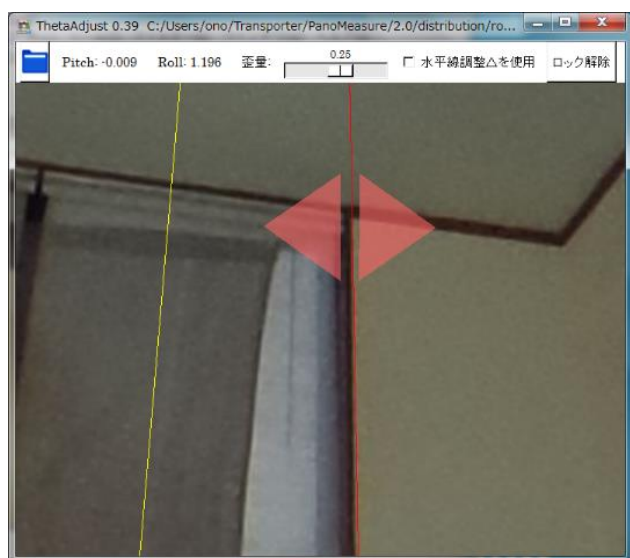 ThetaAdjust 0.39 C:/Users/ono/Transporter/PanoMeasure/2.0/distribution/ro...
Pitch: -0.009 Roll: 1.196 歪量: 0.25 水平線調整△を使用 ロック解除